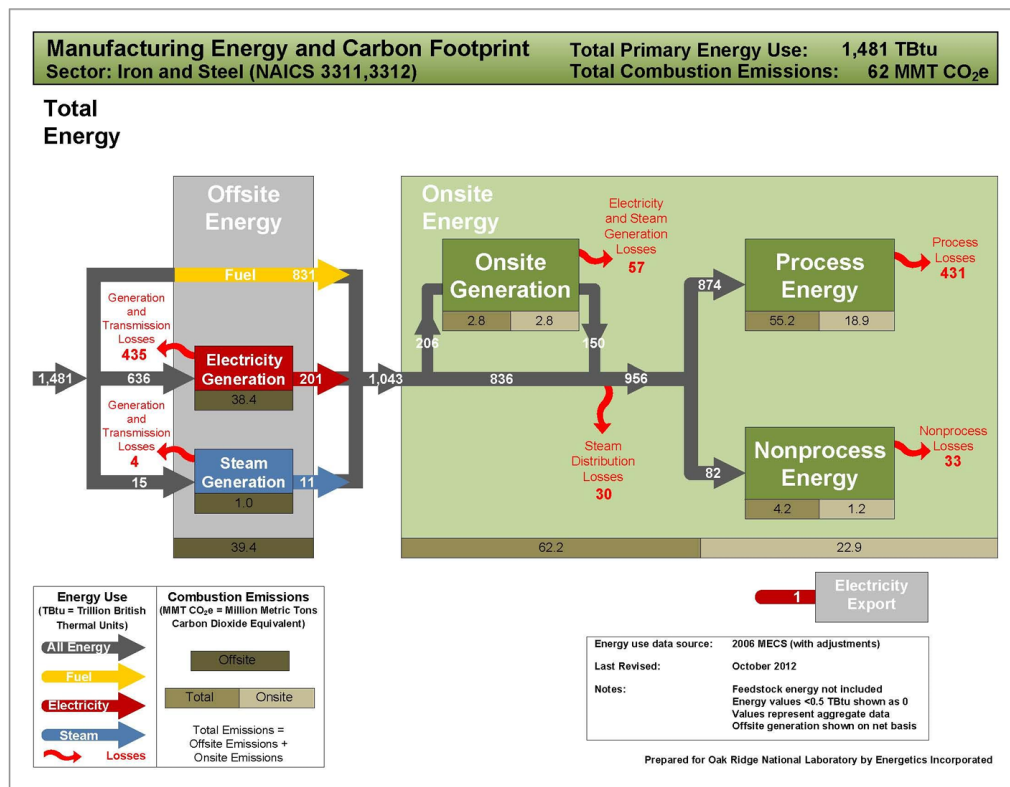 Manufacturing Energy and Carbon Footprint
Sector: Iron and Steel (NAICS 3311,3312)
Total Primary Energy Use: 1,481 TBtu
Total Combustion Emissions: 62 MMT CO₂e
Total
Energy
Offsite
Energy
Fuel 831
Generation
and
Transmission
Losses
435
Electricity
Generation
38.4
1,481
636
201
1,043
Generation
and
Transmission
Losses
4
Steam
Generation
1.0
15
11
39.4
Onsite
Energy
Onsite
Generation
2.8
2.8
Electricity
and Steam
Generation
Losses
57
206
150
836
956
Steam
Distribution
Losses
30
874
Process
Energy
55.2
18.9
Process
Losses
431
82
Nonprocess
Energy
4.2
1.2
Nonprocess
Losses
33
62.2
22.9
Energy Use
(TBtu = Trillion British
Thermal Units)
All Energy
Fuel
Electricity
Steam
Losses
Combustion Emissions
(MMT CO₂e = Million Metric Tons
Carbon Dioxide Equivalent)
Offsite
Total
Onsite
Total Emissions =
Offsite Emissions +
Onsite Emissions
1
Electricity
Export
Energy use data source: 2006 MECS (with adjustments)
Last Revised: October 2012
Notes: Feedstock energy not included
Energy values <0.5 TBtu shown as 0
Values represent aggregate data
Offsite generation shown on net basis
Prepared for Oak Ridge National Laboratory by Energetics Incorporated